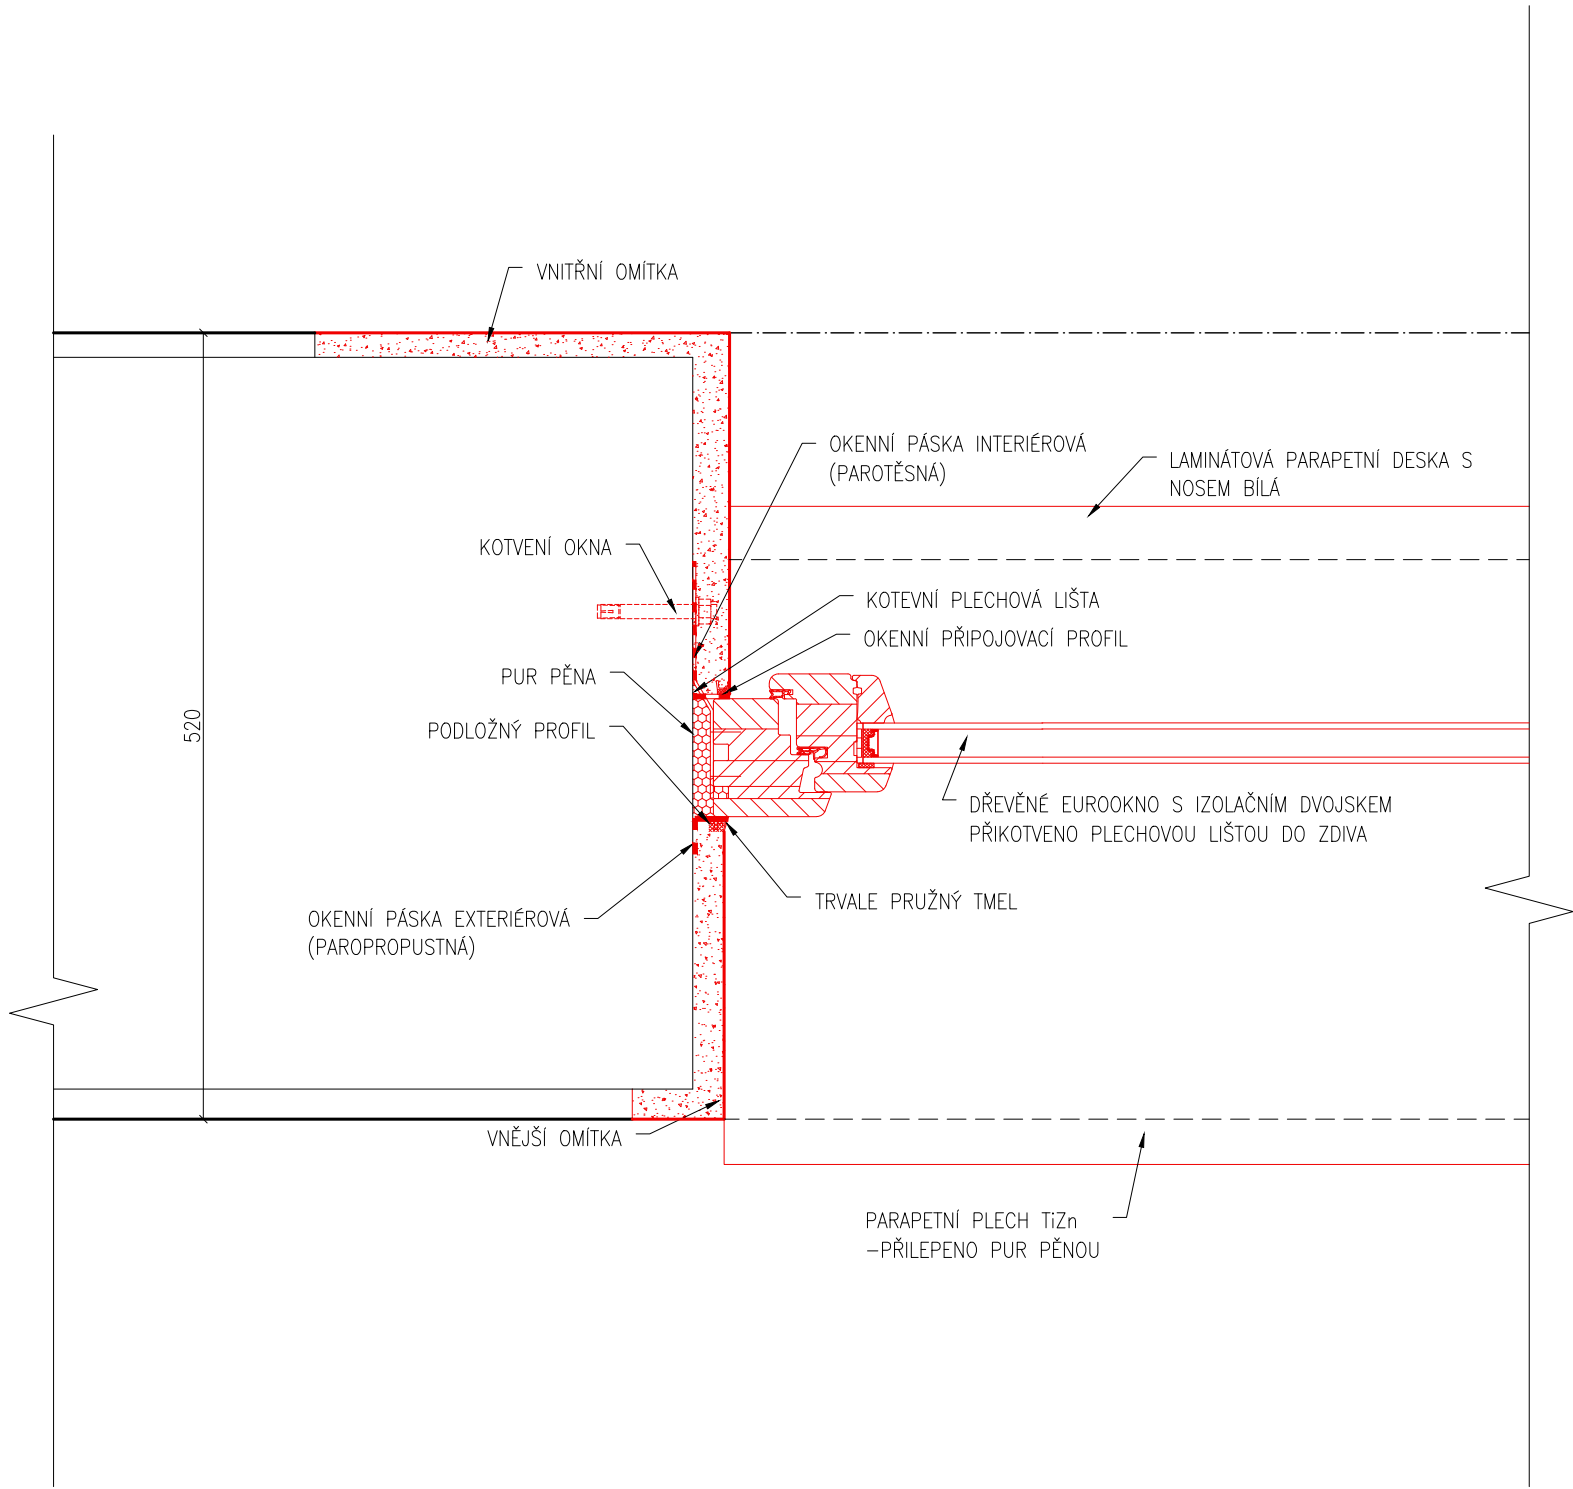 VNITŘNÍ OMÍTKA
OKENNÍ PÁSKA INTERIÉROVÁ
(PAROTĚSNÁ)
LAMINÁTOVÁ PARAPETNÍ DESKA S
NOSEM BÍLÁ
KOTVENÍ OKNA
KOTEVNÍ PLECHOVÁ LIŠTA
OKENNÍ PŘIPOJOVACÍ PROFIL
PUR PĚNA
520
PODLOŽNÝ PROFIL
DŘEVĚNÉ EUROOKNO S IZOLAČNÍM DVOJSKEM
PŘIKOTVENO PLECHOVOU LIŠTOU DO ZDIVA
TRVALE PRUŽNÝ TMEL
OKENNÍ PÁSKA EXTERIÉROVÁ
(PAROPROPUSTNÁ)
VNĚJŠÍ OMÍTKA
PARAPETNÍ PLECH TiZn
-PŘILEPENO PUR PĚNOU